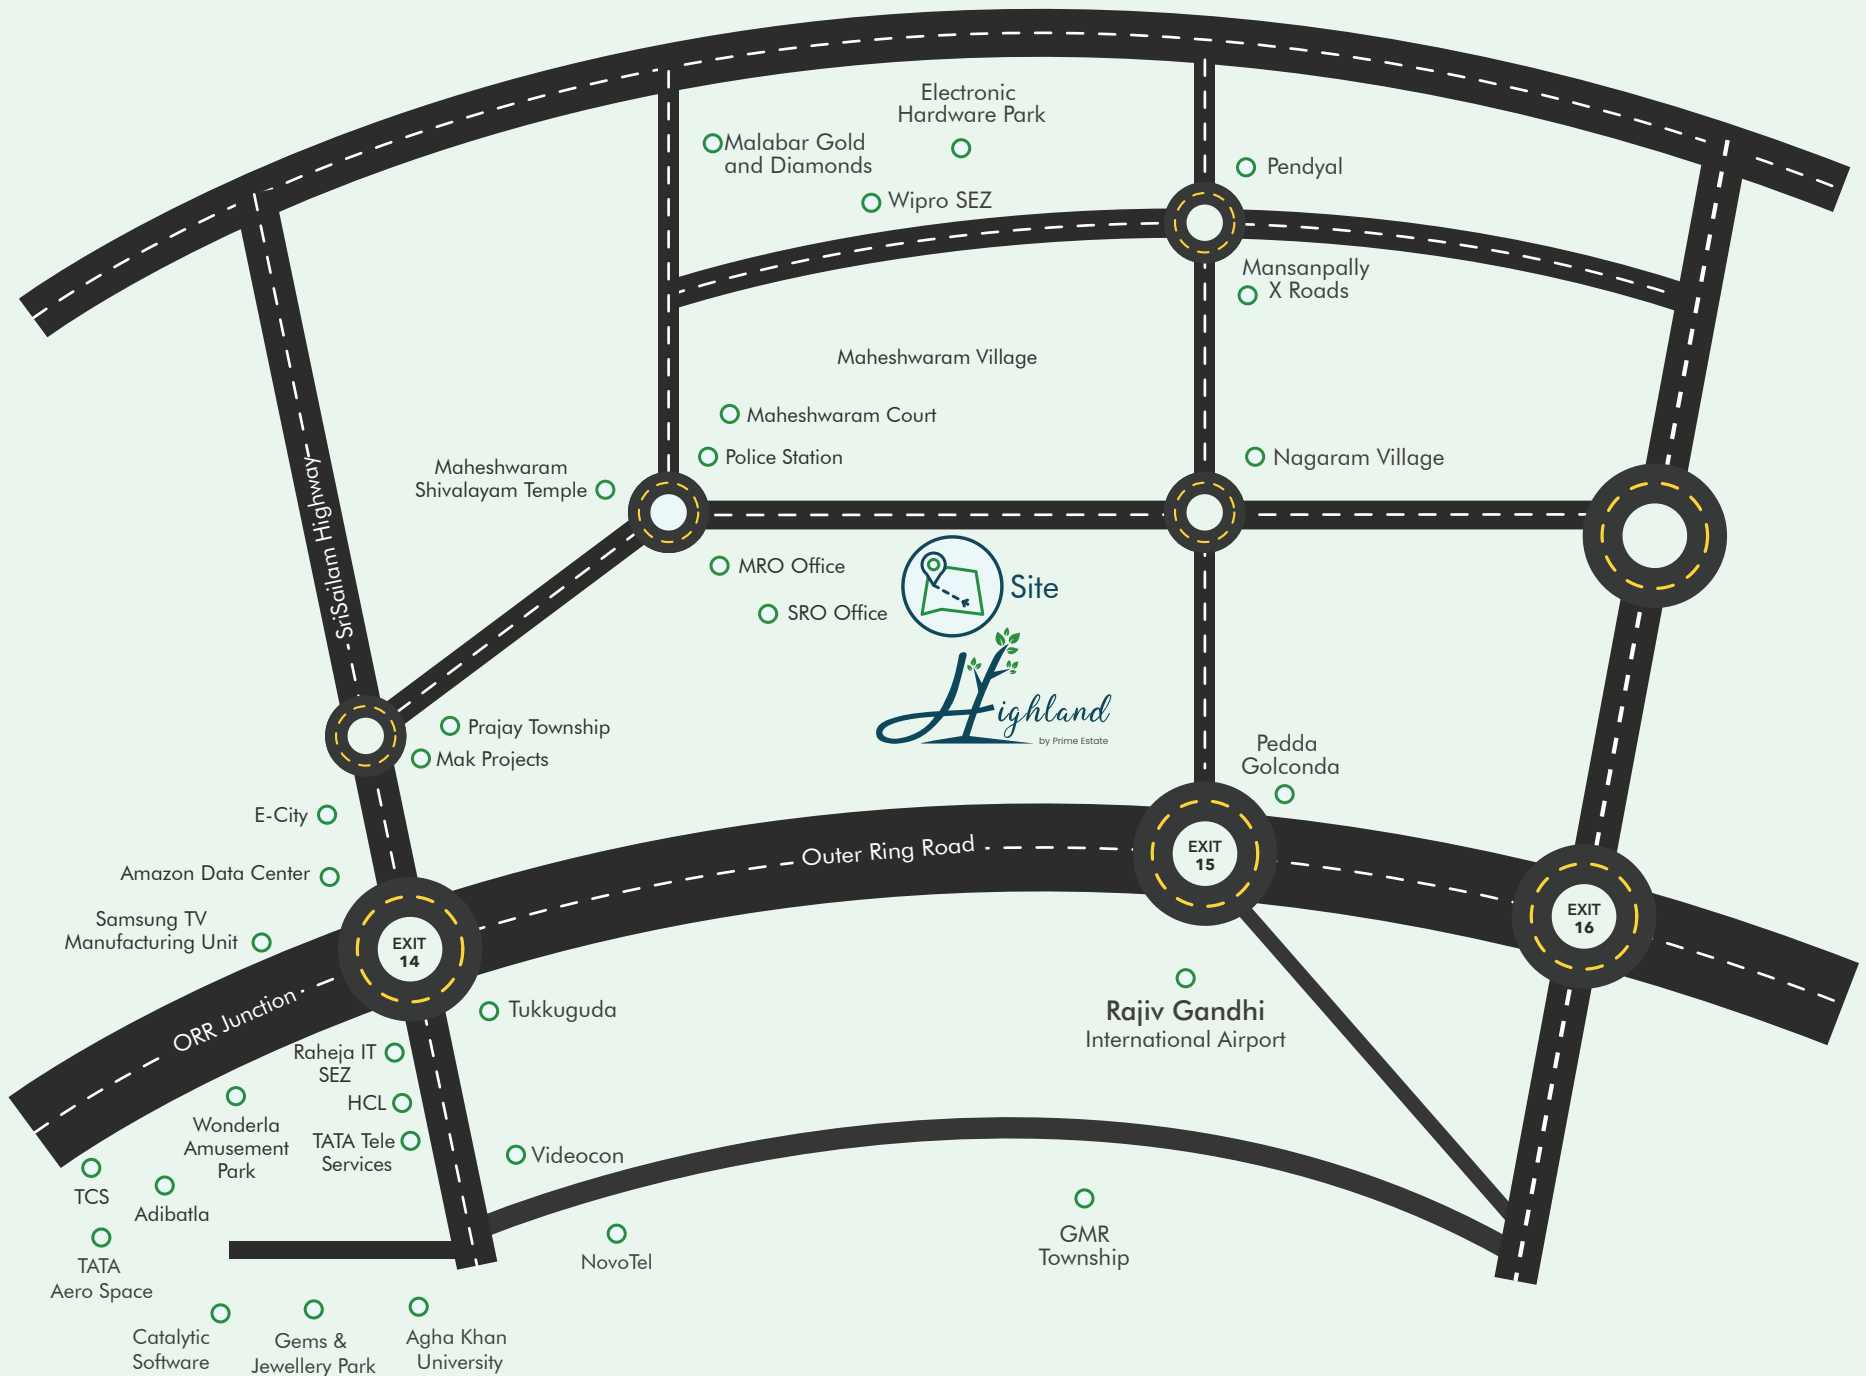 Electronic
Hardware Park
Malabar Gold
and Diamonds
Wipro SEZ
Pendyal
Mansanpally
X Roads
Maheshwaram Village
Maheshwaram Court
Police Station
Maheshwaram
Shivalayam Temple
Nagaram Village
SriSailam Highway
MRO Office
SRO Office
Site
Highland
by Prime Estate
Prajay Township
Mak Projects
Pedda
Golconda
E-City
Amazon Data Center
Samsung TV
Manufacturing Unit
Outer Ring Road
EXIT
15
EXIT
16
EXIT
14
ORR Junction
Tukkuguda
Rajiv Gandhi
International Airport
Raheja IT
SEZ
HCL
TATA Tele
Services
Wonderla
Amusement
Park
Videocon
TCS
Adibatla
TATA
Aero Space
NovoTel
GMR
Township
Catalytic
Software
Gems &
Jewellery Park
Agha Khan
University